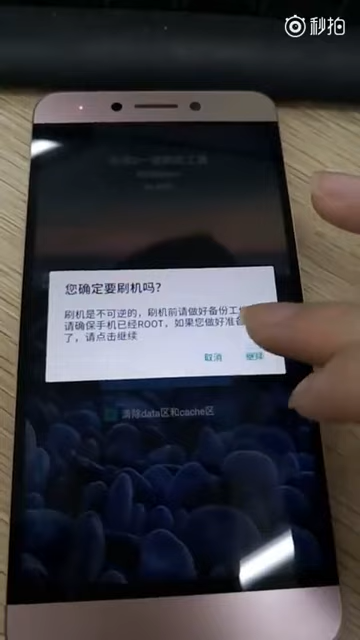 秒拍
您确定要刷机吗?
刷机是不可逆的，刷机前请做好备份工
请确保手机已经ROOT，如果您做好准
了，请点击继续
取消 继续
清除data区和cache区